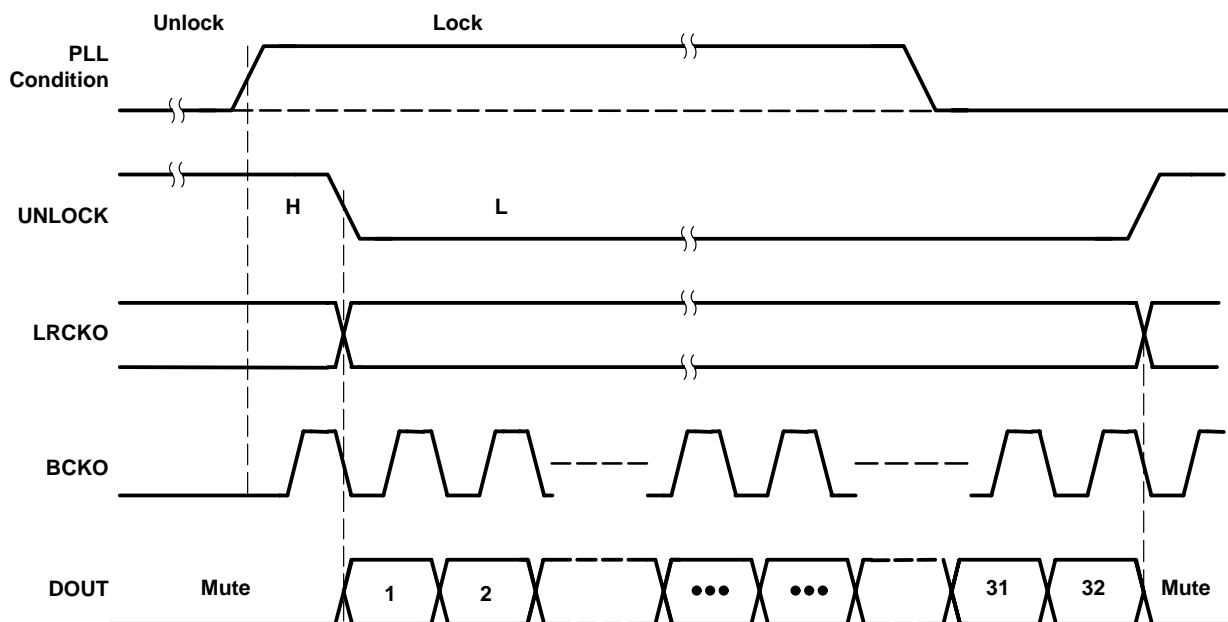 Unlock
Lock
PLL
Condition
UNLOCK
H
L
LRCKO
BCKO
DOUT
Mute
1
2
•••
•••
31
32
Mute